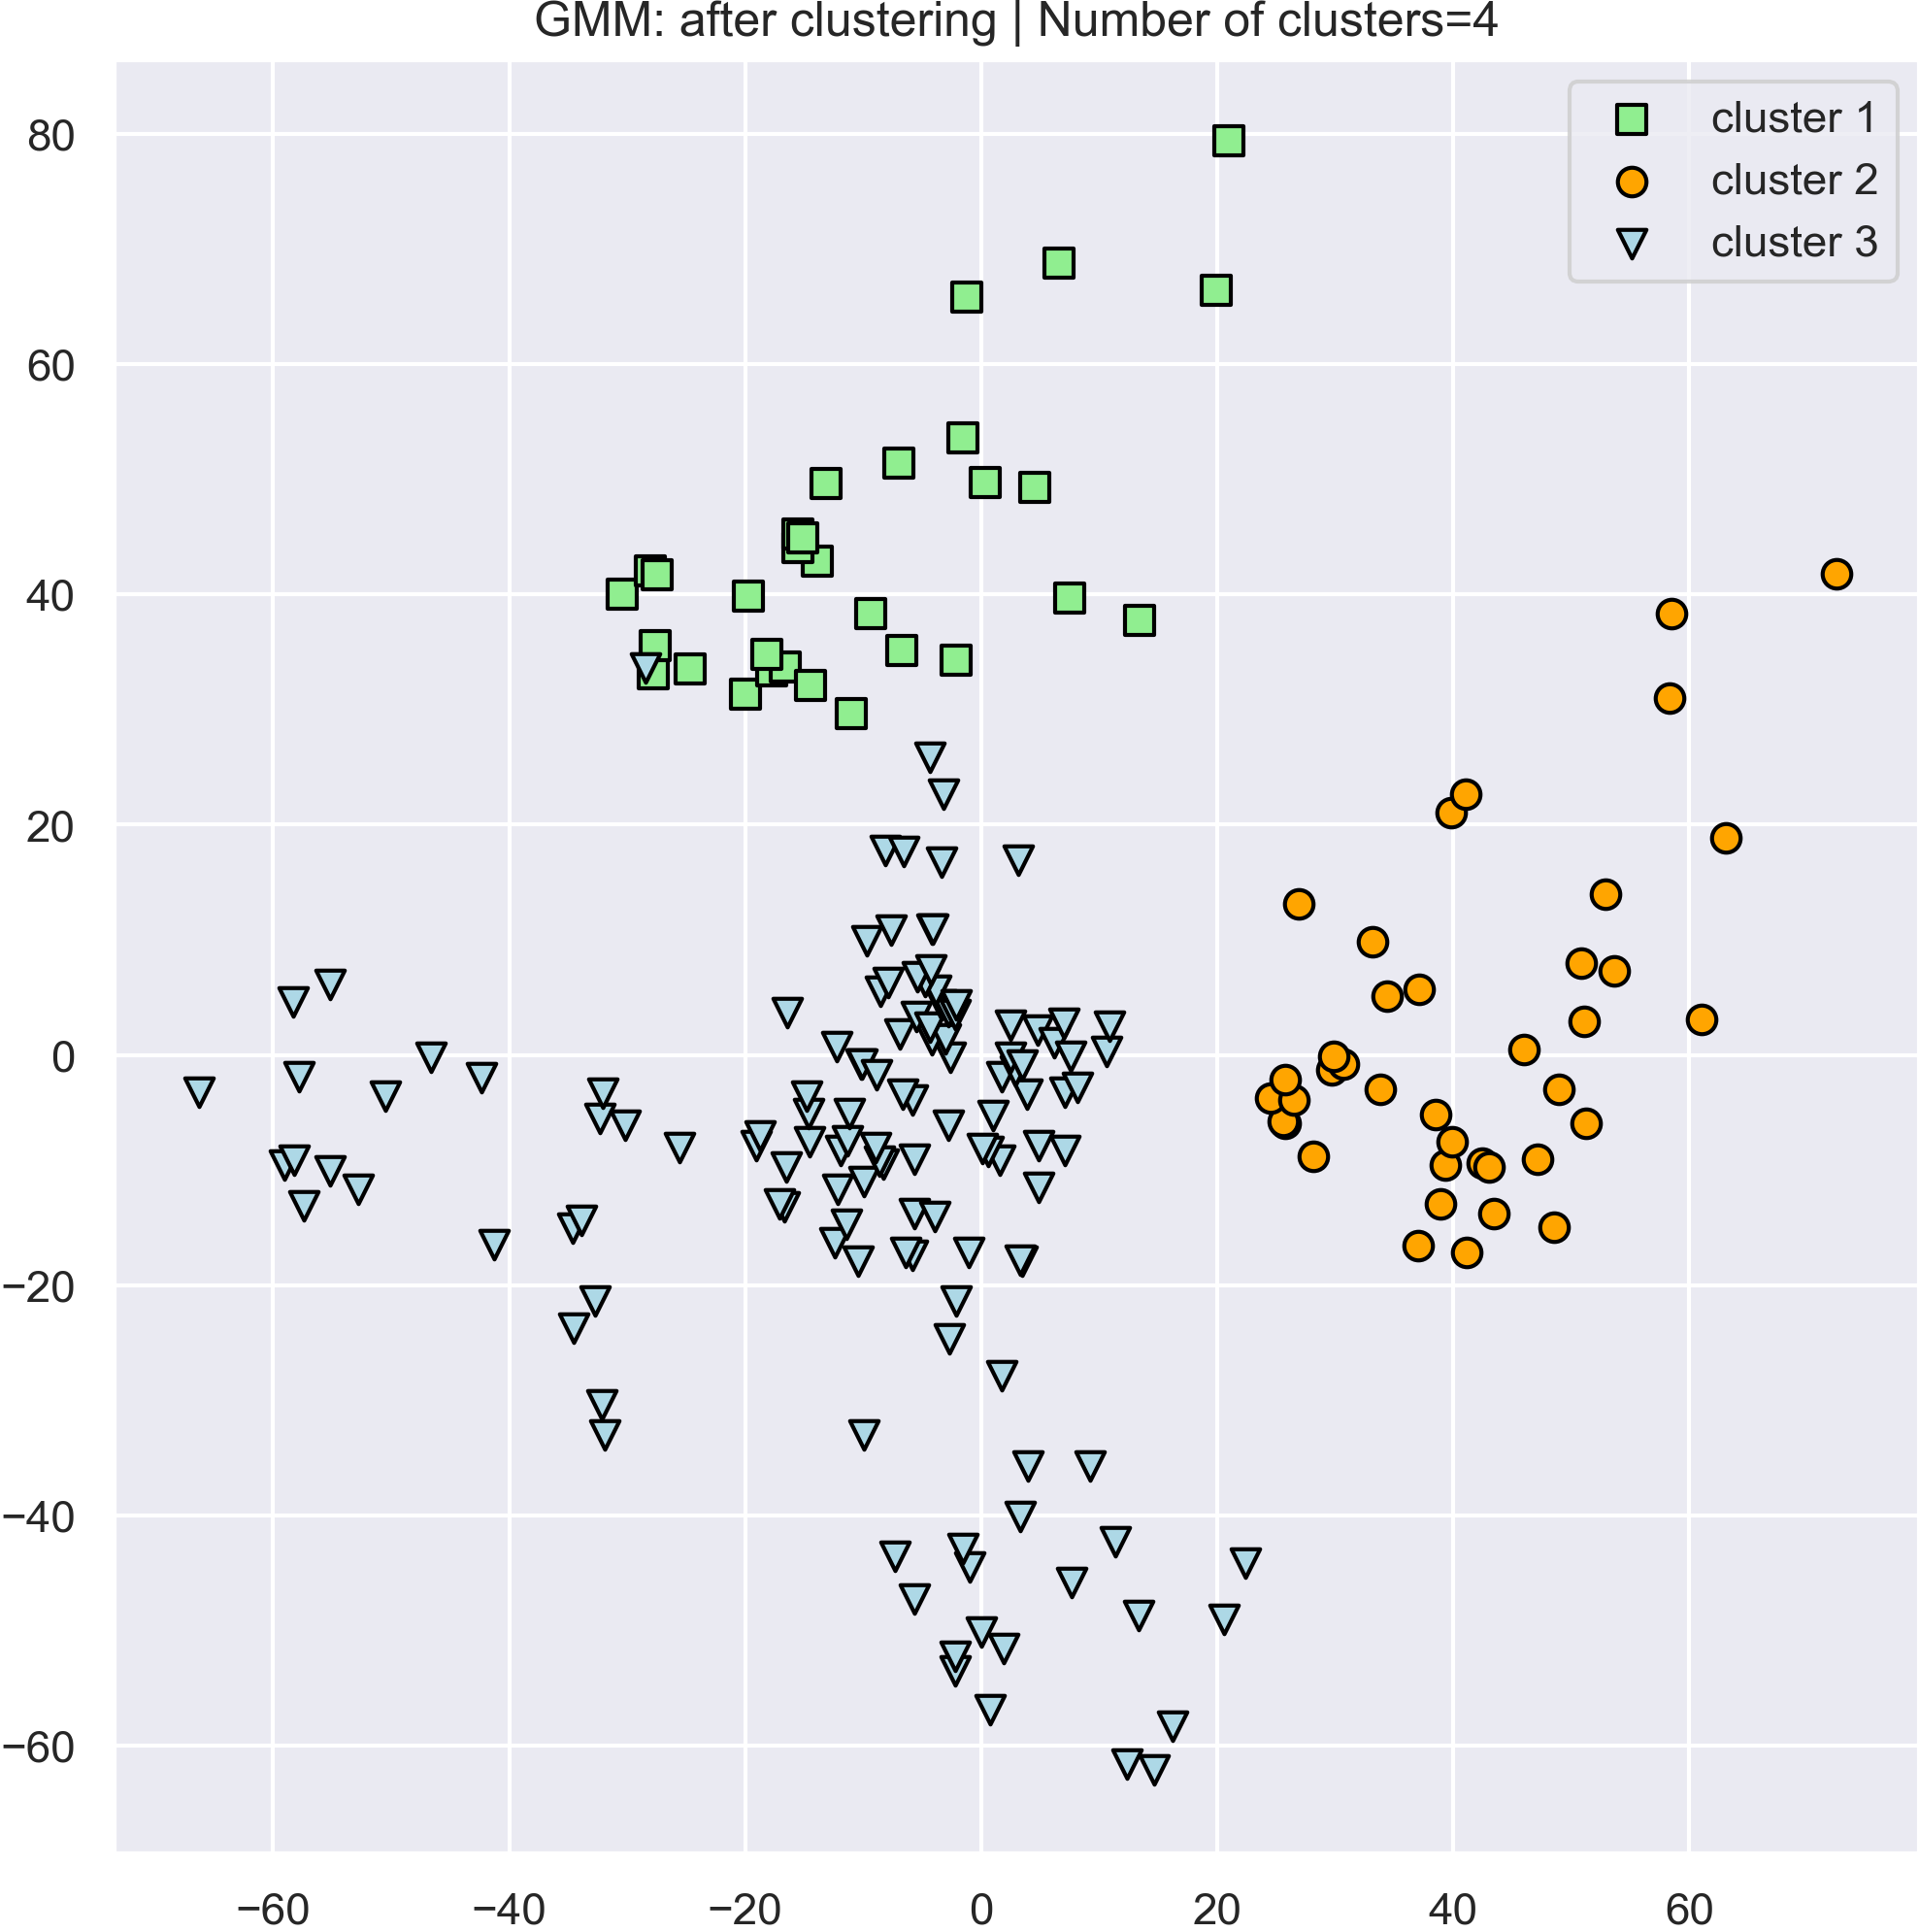 GMM: after clustering | Number of clusters=4
cluster 1
cluster 2
cluster 3
80
60
40
20
0
−20
−40
−60
−60 −40 −20 0 20 40 60